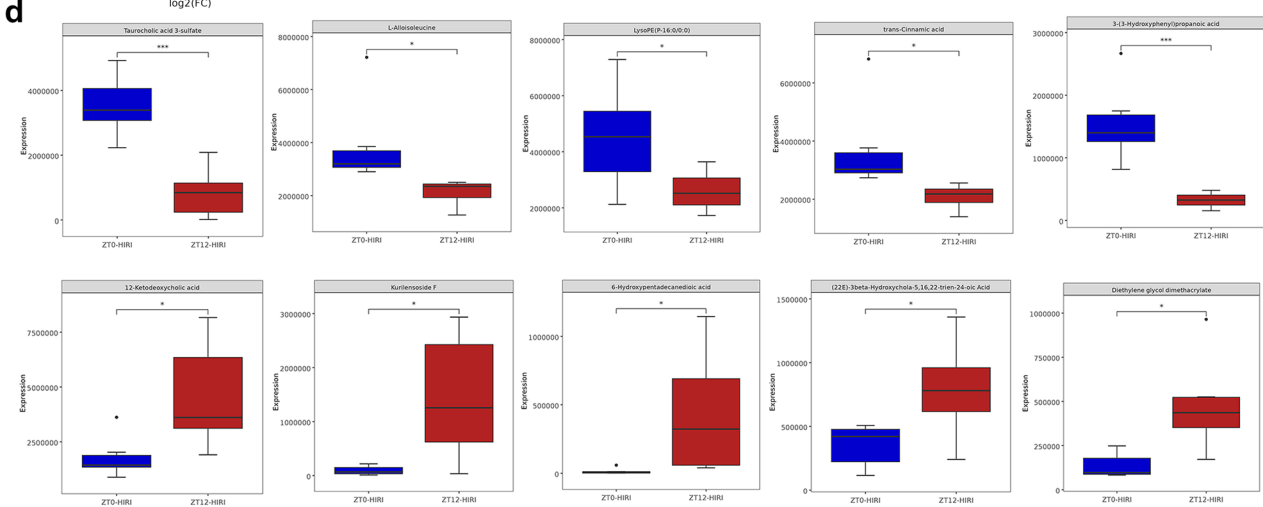 log2(FC)
d
Taurocholic acid 3-sulfate
***
Expression
4000000
2000000
0
ZT0-HIRI ZT12-HIRI
L-Alloisoleucine
*
Expression
8000000
6000000
4000000
2000000
ZT0-HIRI ZT12-HIRI
LysoPE(P-16:0/0:0)
*
Expression
8000000
6000000
4000000
2000000
ZT0-HIRI ZT12-HIRI
trans-Cinnamic acid
*
Expression
6000000
4000000
2000000
ZT0-HIRI ZT12-HIRI
3-(3-Hydroxyphenyl)propanoic acid
***
Expression
3000000
2000000
1000000
0
ZT0-HIRI ZT12-HIRI
12-Ketodeoxycholic acid
*
Expression
7500000
5000000
2500000
ZT0-HIRI ZT12-HIRI
Kurilensoside F
*
Expression
3000000
2000000
1000000
0
ZT0-HIRI ZT12-HIRI
6-Hydroxypentadecanedioic acid
*
Expression
1000000
500000
0
ZT0-HIRI ZT12-HIRI
(22E)-3beta-Hydroxychola-5,16,22-trien-24-oic Acid
*
Expression
1500000
1000000
500000
0
ZT0-HIRI ZT12-HIRI
Diethylene glycol dimethacrylate
*
Expression
1000000
750000
500000
250000
0
ZT0-HIRI ZT12-HIRI